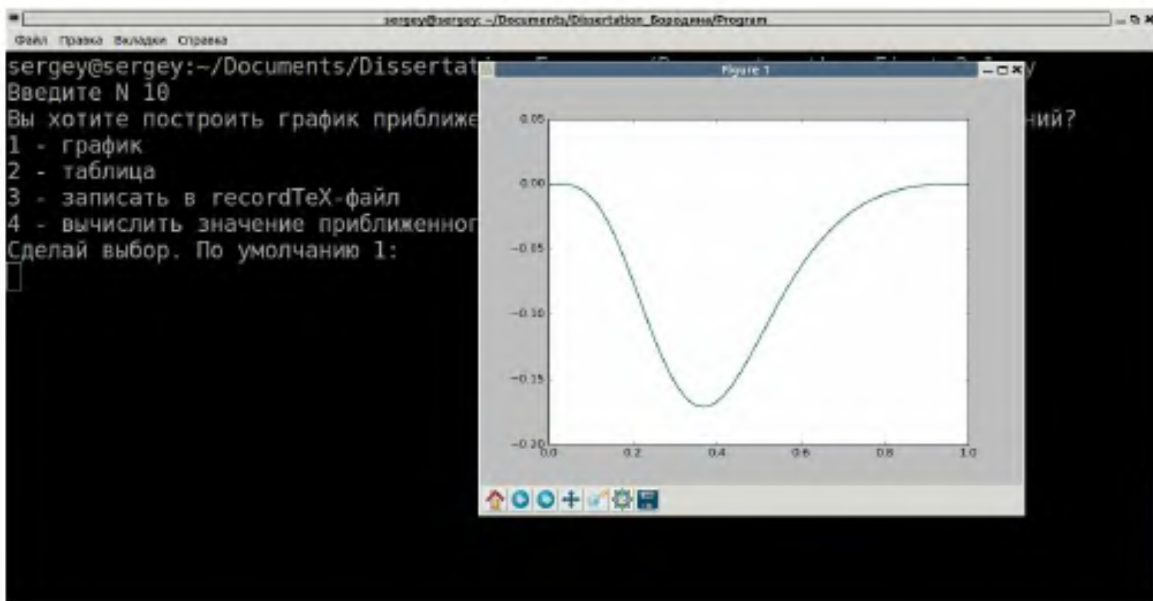 sergey@sergey: ~/Documents/Dissertation_Бородина/Program
Файл Правка Вкладки Справка
sergey@sergey:~/Documents/Dissertat
Введите N 10
Вы хотите построить график приближе ний?
1 - график
2 - таблица
3 - записать в recordTeX-файл
4 - вычислить значение приближенног
Сделай выбор. По умолчанию 1:
Figure 1
0.05
0.00
−0.05
−0.10
−0.15
−0.20
0.0 0.2 0.4 0.6 0.8 1.0